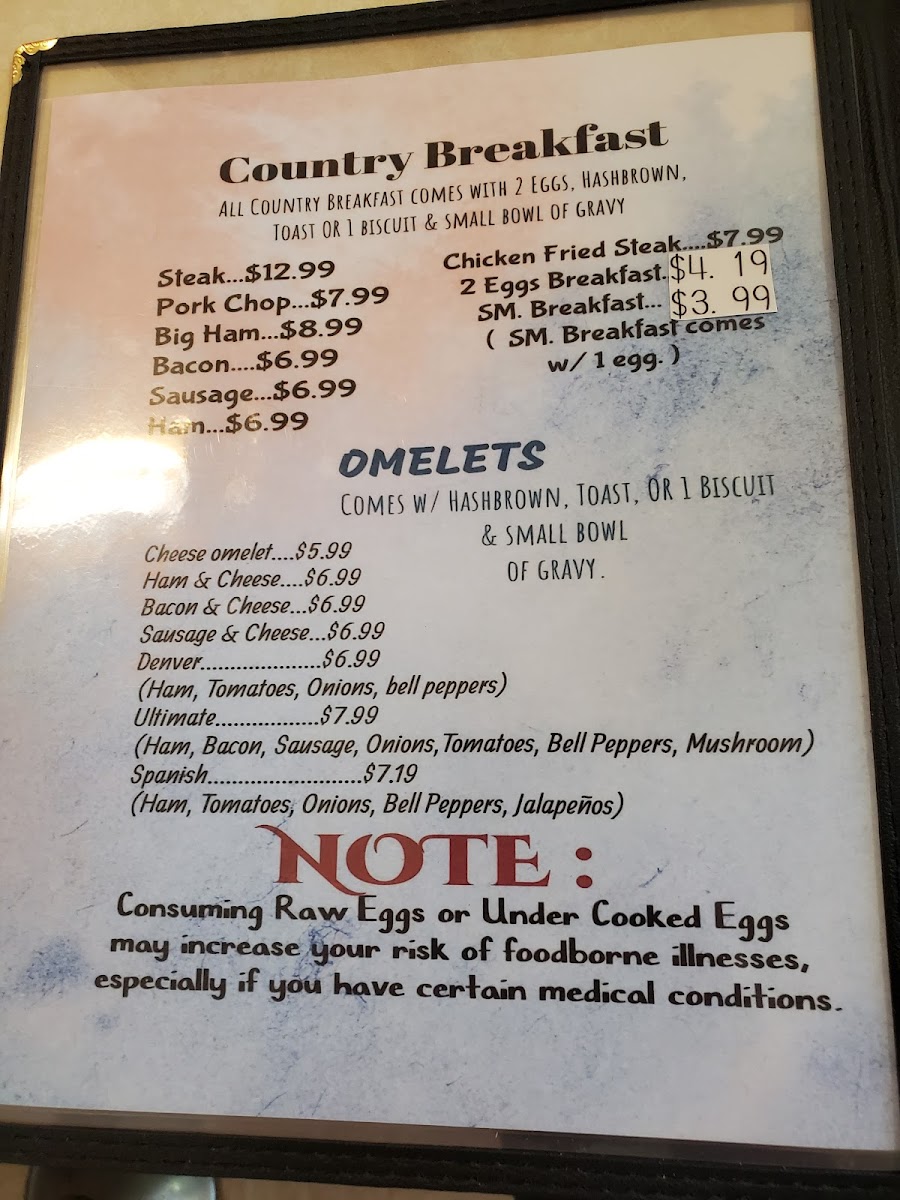 Country Breakfast
All Country Breakfast comes with 2 Eggs, Hashbrown,
Toast OR 1 biscuit & small bowl of gravy
Steak...$12.99
Pork Chop...$7.99
Big Ham...$8.99
Bacon....$6.99
Sausage...$6.99
Ham...$6.99
Chicken Fried Steak....$7.99
2 Eggs Breakfast. $4. 19
SM. Breakfast... $3. 99
( SM. Breakfast comes
w/ 1 egg. )
OMELETS
Comes w/ Hashbrown, Toast, OR 1 Biscuit
& small bowl
of gravy.
Cheese omelet....$5.99
Ham & Cheese....$6.99
Bacon & Cheese...$6.99
Sausage & Cheese...$6.99
Denver.....................$6.99
(Ham, Tomatoes, Onions, bell peppers)
Ultimate..................$7.99
(Ham, Bacon, Sausage, Onions, Tomatoes, Bell Peppers, Mushroom)
Spanish...........................$7.19
(Ham, Tomatoes, Onions, Bell Peppers, Jalapeños)
NOTE :
Consuming Raw Eggs or Under Cooked Eggs
may increase your risk of foodborne illnesses,
especially if you have certain medical conditions.